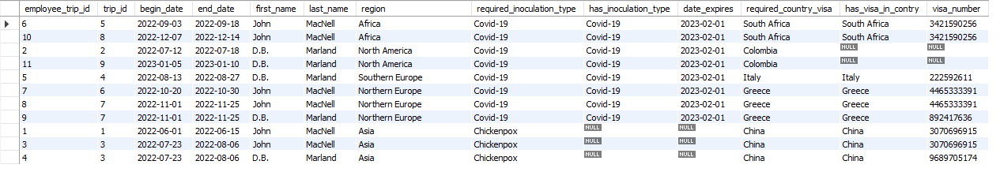 employee_trip_id trip_id begin_date end_date first_name last_name region required_inoculation_type has_inoculation_type date_expires required_country_visa has_visa_in_contry visa_number
6 5 2022-09-03 2022-09-18 John MacNell Africa Covid-19 Covid-19 2023-02-01 South Africa South Africa 3421590256
10 8 2022-12-07 2022-12-14 John MacNell Africa Covid-19 Covid-19 2023-02-01 South Africa South Africa 3421590256
2 2 2022-07-12 2022-07-18 D.B. Marland North America Covid-19 Covid-19 2023-02-01 Colombia NULL NULL
11 9 2023-01-05 2023-01-10 D.B. Marland North America Covid-19 Covid-19 2023-02-01 Colombia NULL NULL
5 4 2022-08-13 2022-08-27 D.B. Marland Southern Europe Covid-19 Covid-19 2023-02-01 Italy Italy 222592611
7 6 2022-10-20 2022-10-30 John MacNell Northern Europe Covid-19 Covid-19 2023-02-01 Greece Greece 4465333391
8 7 2022-11-01 2022-11-25 John MacNell Northern Europe Covid-19 Covid-19 2023-02-01 Greece Greece 4465333391
9 7 2022-11-01 2022-11-25 D.B. Marland Northern Europe Covid-19 Covid-19 2023-02-01 Greece Greece 892417636
1 1 2022-06-01 2022-06-15 John MacNell Asia Chickenpox NULL NULL China China 3070696915
3 3 2022-07-23 2022-08-06 John MacNell Asia Chickenpox NULL NULL China China 3070696915
4 3 2022-07-23 2022-08-06 D.B. Marland Asia Chickenpox NULL NULL China China 9689705174